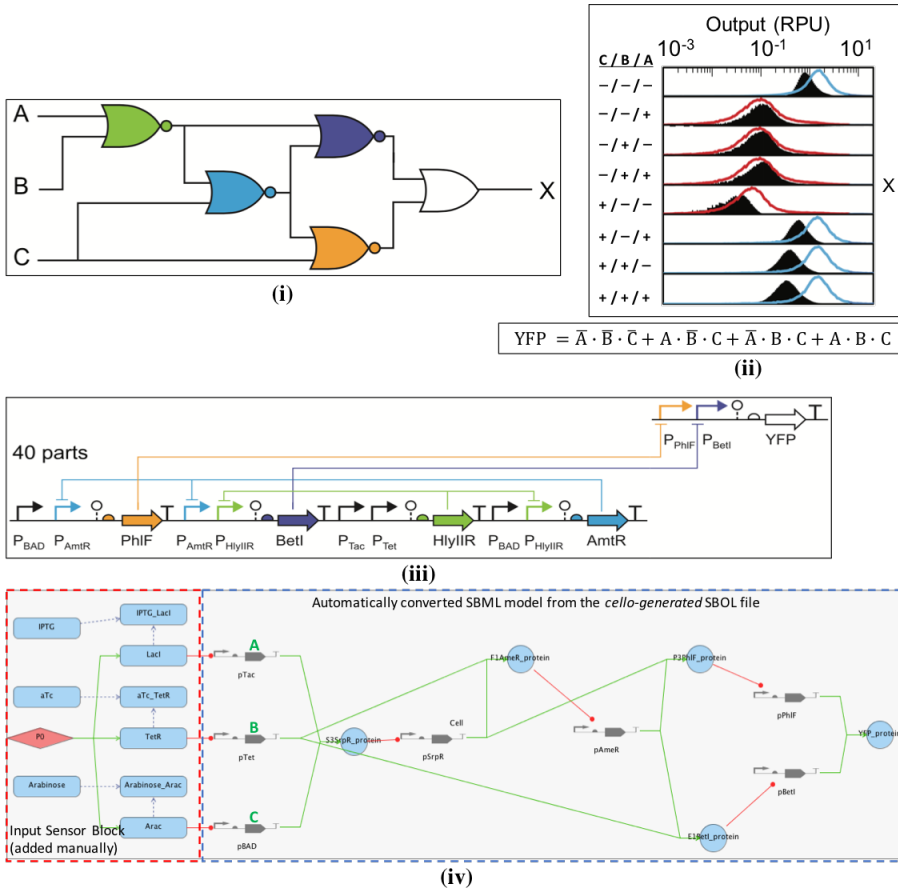 A
B
C
X
(i)
Output (RPU)
10-3 10-1 101
C/B/A
−/−/−
−/−/+
−/+/−
−/+/+
+/−/−
+/−/+
+/+/−
+/+/+
X
YFP = A̅ · B̅ · C̅ + A · B̅ · C + A̅ · B · C + A · B · C
(ii)
40 parts
PPhlF PBetI YFP
PBAD PAmtR PhlF PAmtR PHlyIIR BetI PTac PTet HlyIIR PBAD PHlyIIR AmtR
(iii)
Automatically converted SBML model from the cello-generated SBOL file
IPTG IPTG_LacI
LacI A pTac
F1AmeR_protein P3PhlF_protein
aTc aTc_TetR
pPhlF
P0 TetR B pTet
S3SrpR_protein Cell pSrpR pAmeR YFP_protein
Arabinose Arabinose_Arac
pBetI
Input Sensor Block
(added manually)
Arac C pBAD
E1BetI_protein
(iv)